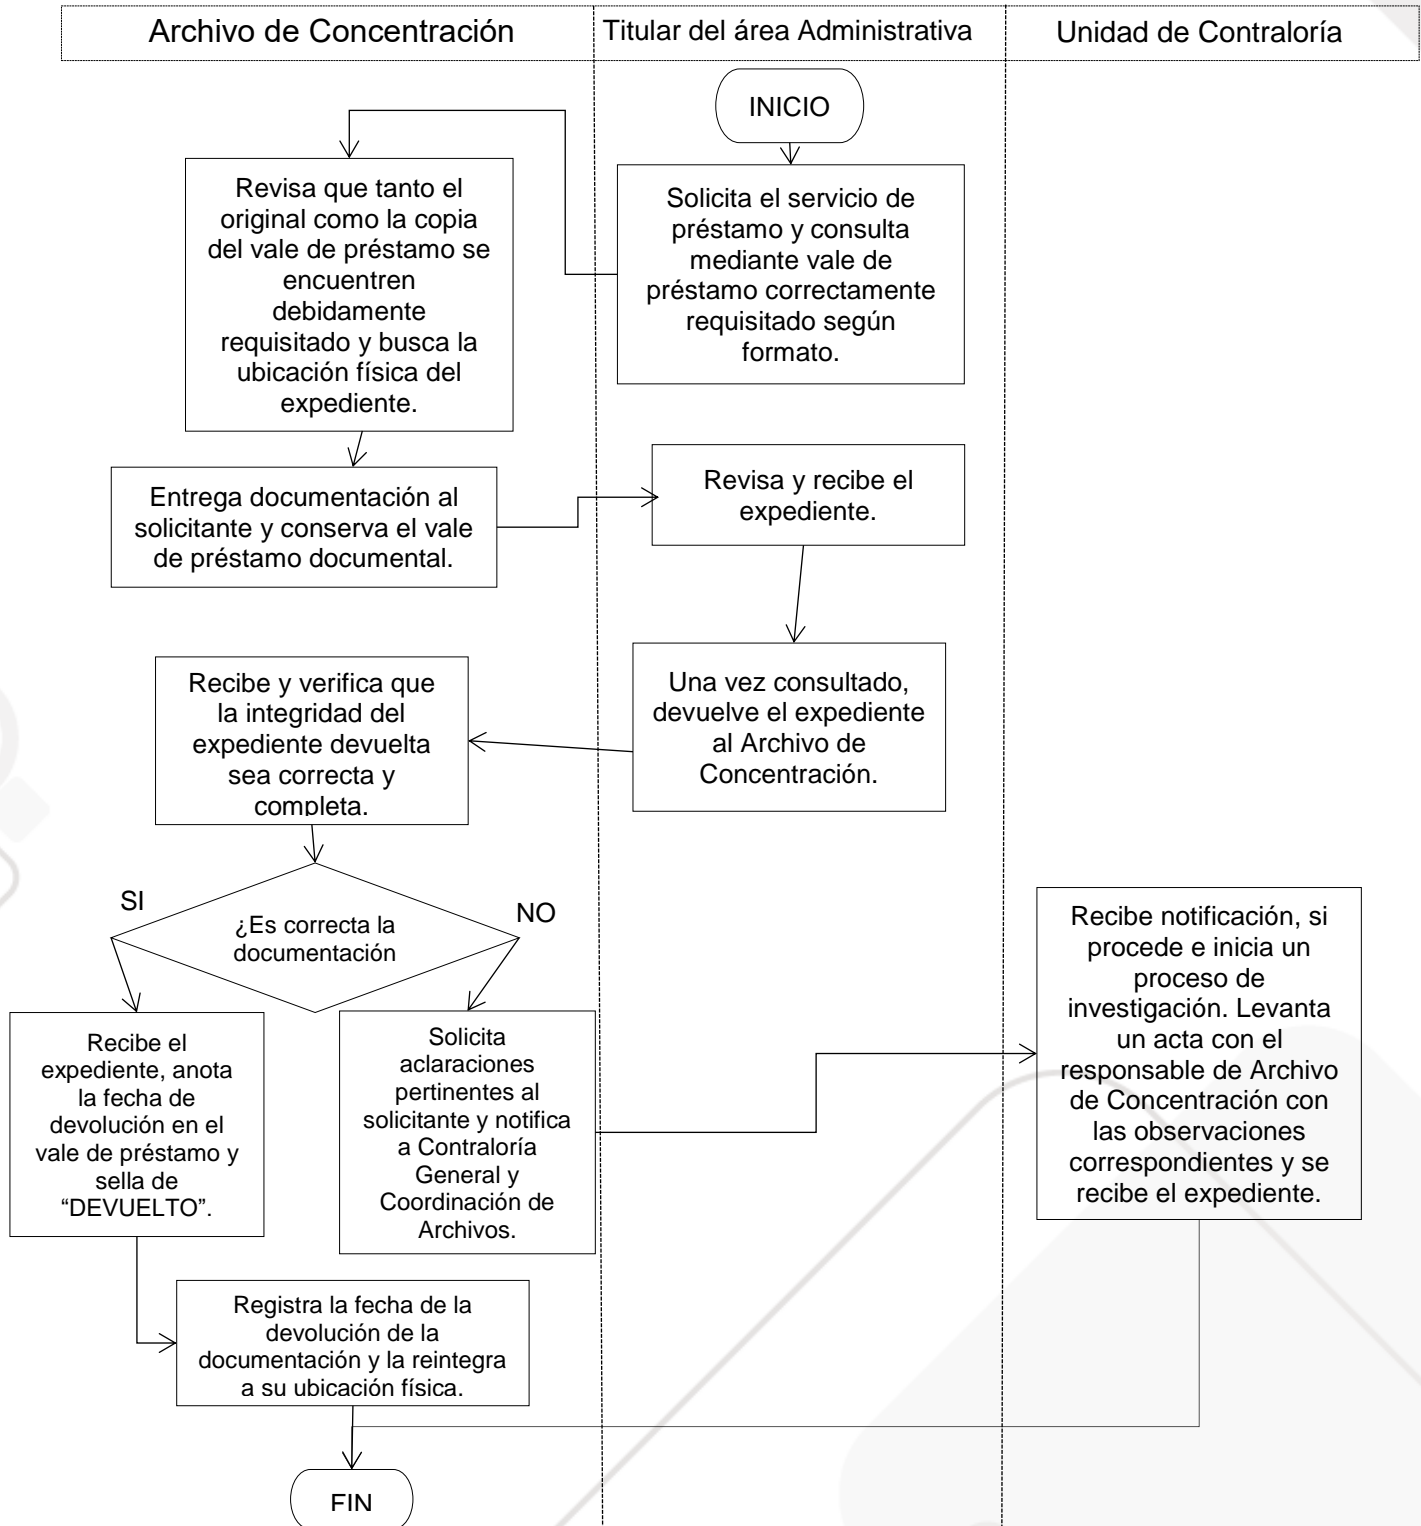 Archivo de Concentración
Titular del área Administrativa
Unidad de Contraloría
INICIO
Solicita el servicio de
préstamo y consulta
mediante vale de
préstamo correctamente
requisitado según
formato.
Revisa que tanto el
original como la copia
del vale de préstamo se
encuentren
debidamente
requisitado y busca la
ubicación física del
expediente.
Entrega documentación al
solicitante y conserva el vale
de préstamo documental.
Revisa y recibe el
expediente.
Una vez consultado,
devuelve el expediente
al Archivo de
Concentración.
Recibe y verifica que
la integridad del
expediente devuelta
sea correcta y
completa.
¿Es correcta la
documentación
SI
NO
Recibe el
expediente, anota
la fecha de
devolución en el
vale de préstamo y
sella de
“DEVUELTO”.
Solicita
aclaraciones
pertinentes al
solicitante y notifica
a Contraloría
General y
Coordinación de
Archivos.
Recibe notificación, si
procede e inicia un
proceso de
investigación. Levanta
un acta con el
responsable de Archivo
de Concentración con
las observaciones
correspondientes y se
recibe el expediente.
Registra la fecha de la
devolución de la
documentación y la reintegra
a su ubicación física.
FIN